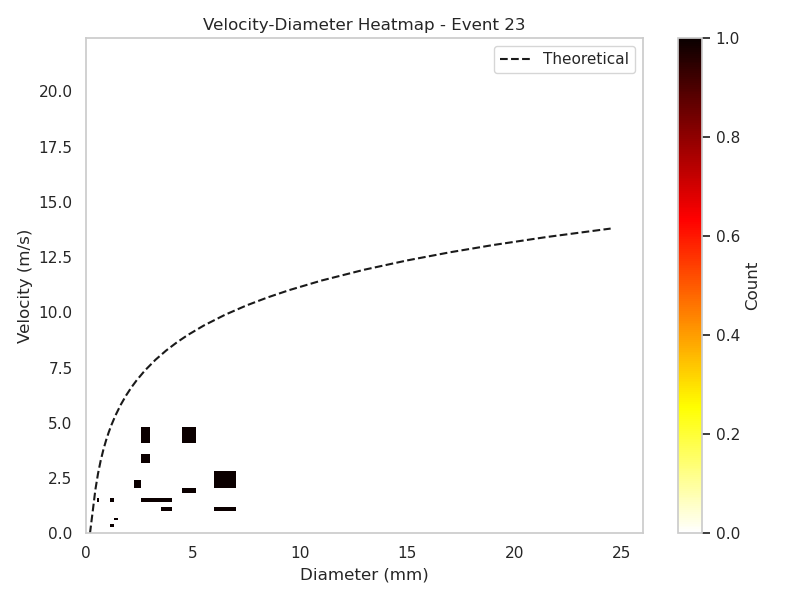 Velocity-Diameter Heatmap - Event 23
Theoretical
20.0
17.5
15.0
12.5
10.0
7.5
5.0
2.5
0.0
Velocity (m/s)
0 5 10 15 20 25
Diameter (mm)
1.0
0.8
0.6
0.4
0.2
0.0
Count